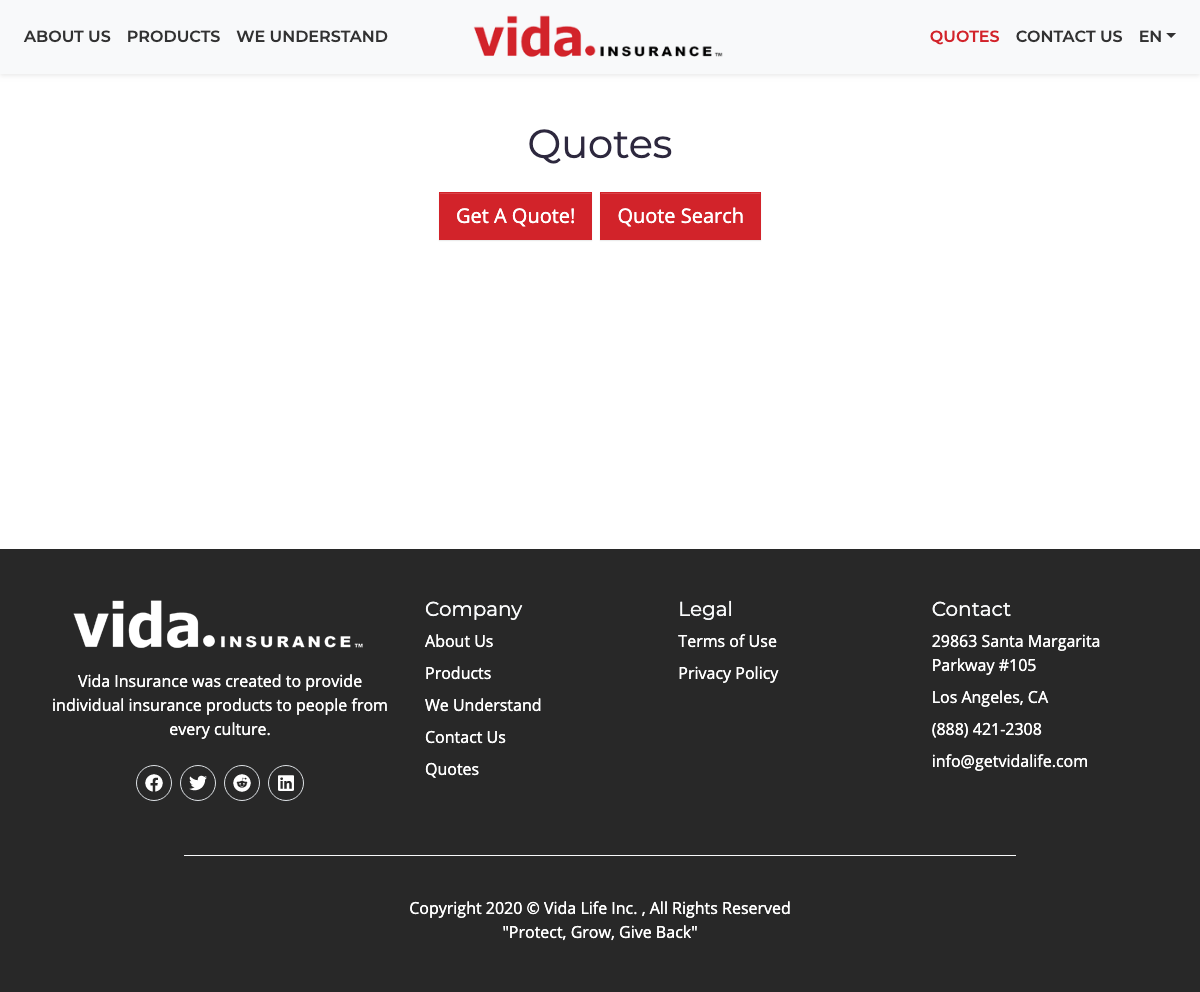 ABOUT US PRODUCTS WE UNDERSTAND vida.INSURANCE™ QUOTES CONTACT US EN
Quotes
Get A Quote! Quote Search
vida.INSURANCE™
Vida Insurance was created to provide
individual insurance products to people from
every culture.
Company
About Us
Products
We Understand
Contact Us
Quotes
Legal
Terms of Use
Privacy Policy
Contact
29863 Santa Margarita
Parkway #105
Los Angeles, CA
(888) 421-2308
info@getvidalife.com
Copyright 2020 © Vida Life Inc. , All Rights Reserved
"Protect, Grow, Give Back"